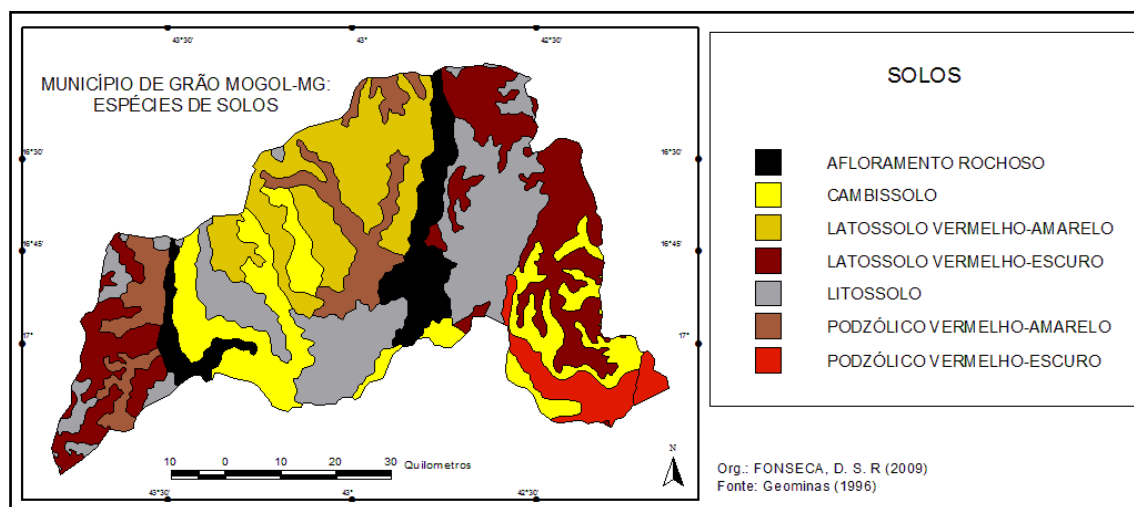 43°30' 43° 42°30'
MUNICÍPIO DE GRÃO MOGOL-MG:
ESPÉCIES DE SOLOS
16°30' 16°30'
16°45' 16°45'
17° 17°
10 0 10 20 30 Quilometros
N
43°30' 43° 42°30'
SOLOS
AFLORAMENTO ROCHOSO
CAMBISSOLO
LATOSSOLO VERMELHO-AMARELO
LATOSSOLO VERMELHO-ESCURO
LITOSSOLO
PODZÓLICO VERMELHO-AMARELO
PODZÓLICO VERMELHO-ESCURO
Org.: FONSECA, D. S. R (2009)
Fonte: Geominas (1996)